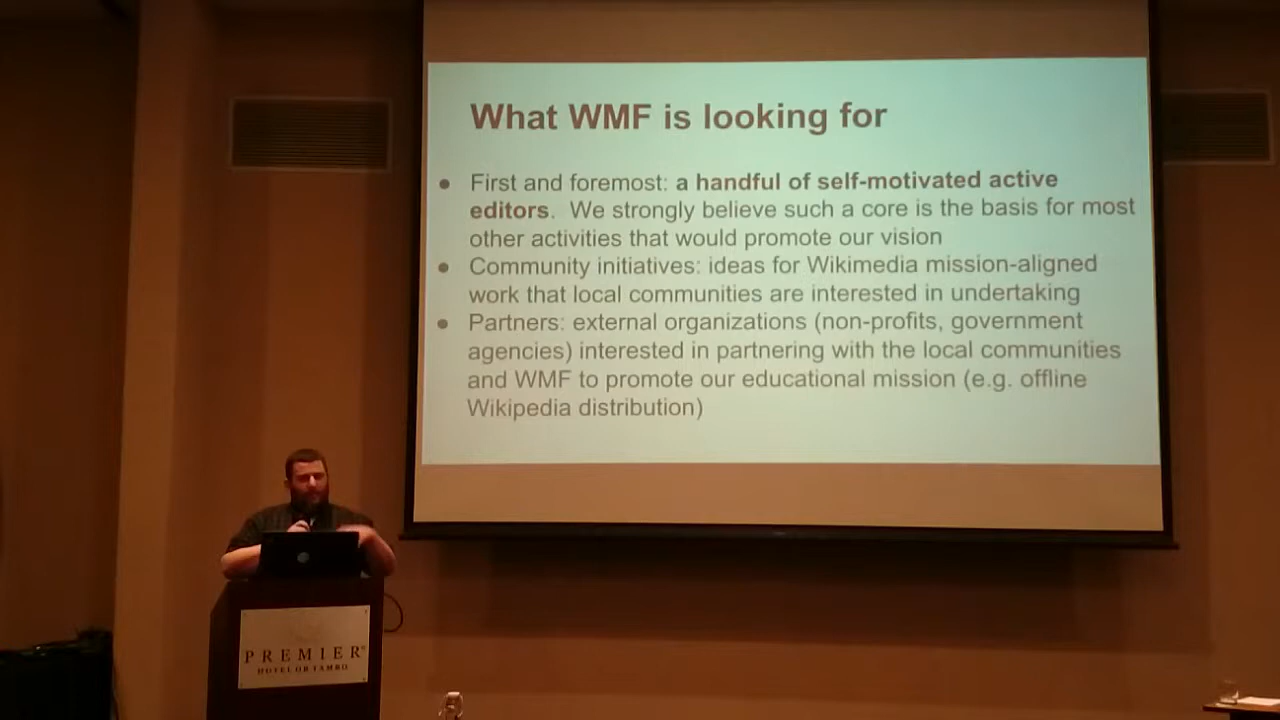 What WMF is looking for
● First and foremost: a handful of self-motivated active
editors. We strongly believe such a core is the basis for most
other activities that would promote our vision
● Community initiatives: ideas for Wikimedia mission-aligned
work that local communities are interested in undertaking
● Partners: external organizations (non-profits, government
agencies) interested in partnering with the local communities
and WMF to promote our educational mission (e.g. offline
Wikipedia distribution)
PREMIER
HOTEL OR TAMBO